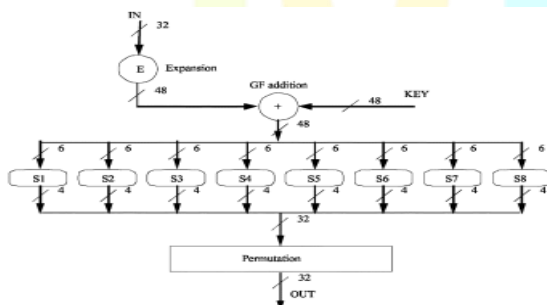 IN
32
E Expansion
GF addition
48 + 48 KEY
48
6 6 6 6 6 6 6 6
S1 S2 S3 S4 S5 S6 S7 S8
4 4 4 4 4 4 4 4
32
Permutation
32
OUT